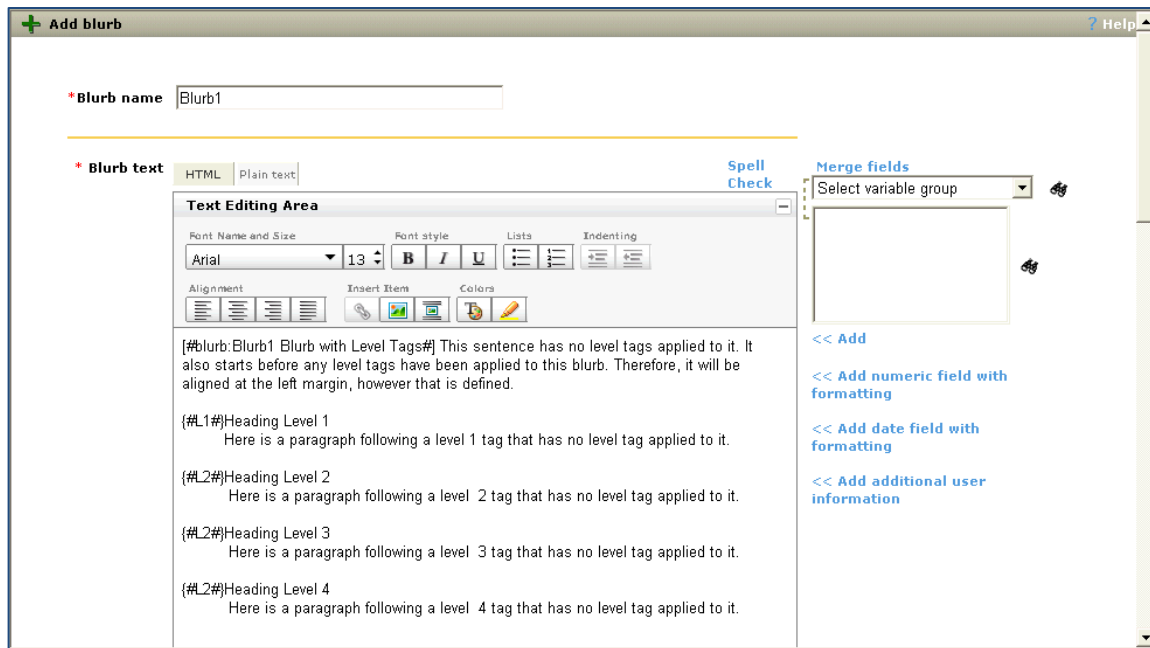 Add blurb
? Help
*Blurb name
Blurb1
* Blurb text
HTML
Plain text
Spell
Check
Merge fields
Select variable group
Text Editing Area
Font Name and Size
Font style
Lists
Indenting
Arial
13
B
I
U
Alignment
Insert Item
Colors
[#blurb:Blurb1 Blurb with Level Tags#] This sentence has no level tags applied to it. It
also starts before any level tags have been applied to this blurb. Therefore, it will be
aligned at the left margin, however that is defined.
{#L1#}Heading Level 1
Here is a paragraph following a level 1 tag that has no level tag applied to it.
{#L2#}Heading Level 2
Here is a paragraph following a level  2 tag that has no level tag applied to it.
{#L2#}Heading Level 3
Here is a paragraph following a level  3 tag that has no level tag applied to it.
{#L2#}Heading Level 4
Here is a paragraph following a level  4 tag that has no level tag applied to it.
<< Add
<< Add numeric field with
formatting
<< Add date field with
formatting
<< Add additional user
information